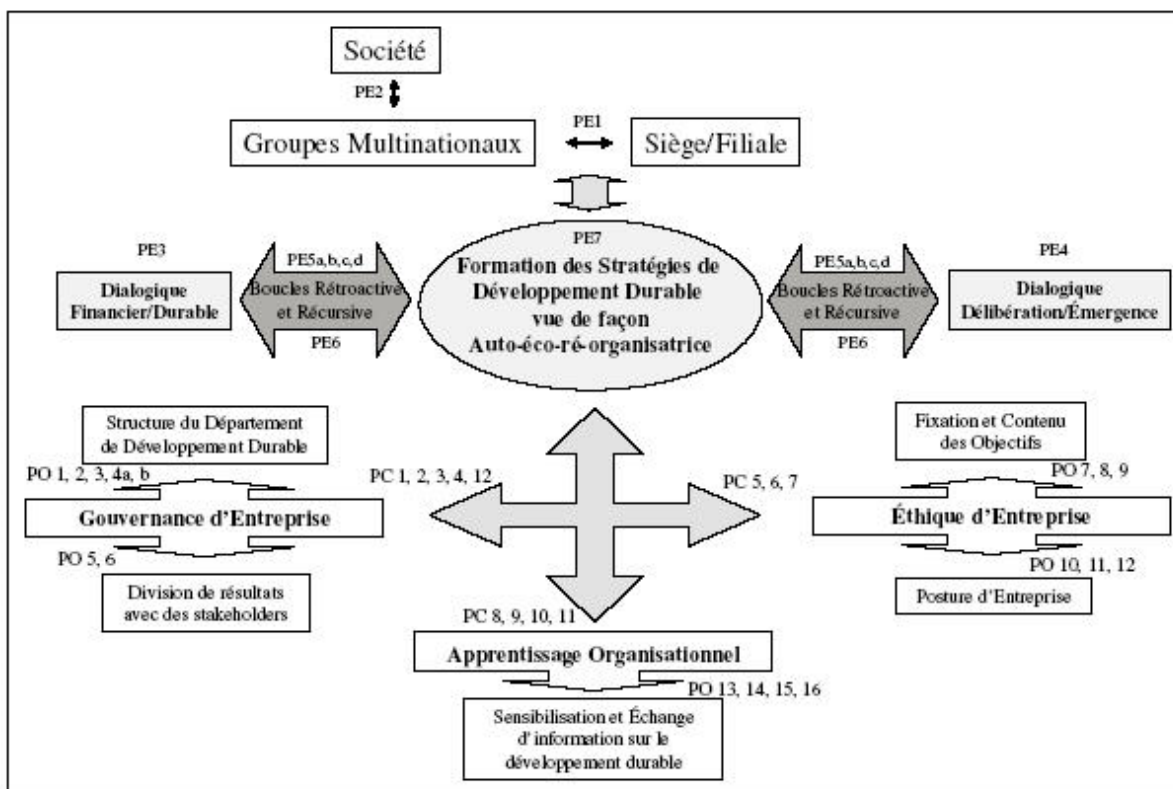 Société
PE2
PE1
Groupes Multinationaux
Siège/Filiale
PE7
Formation des Stratégies de
Développement Durable
vue de façon
Auto-éco-ré-organisatrice
PE3
Dialogique
Financier/Durable
PE5a,b,c,d
Boucles Rétroactive
et Récursive
PE6
PE5a,b,c,d
Boucles Rétroactive
et Récursive
PE6
PE4
Dialogique
Délibération/Émergence
Structure du Département
de Développement Durable
PO 1, 2, 3, 4a, b
Gouvernance d'Entreprise
PO 5, 6
Division de résultats
avec des stakeholders
PC 1, 2, 3, 4, 12
PC 5, 6, 7
Fixation et Contenu
des Objectifs
PO 7, 8, 9
Éthique d'Entreprise
PO 10, 11, 12
Posture d'Entreprise
PC 8, 9, 10, 11
Apprentissage Organisationnel
PO 13, 14, 15, 16
Sensibilisation et Échange
d'information sur le
développement durable